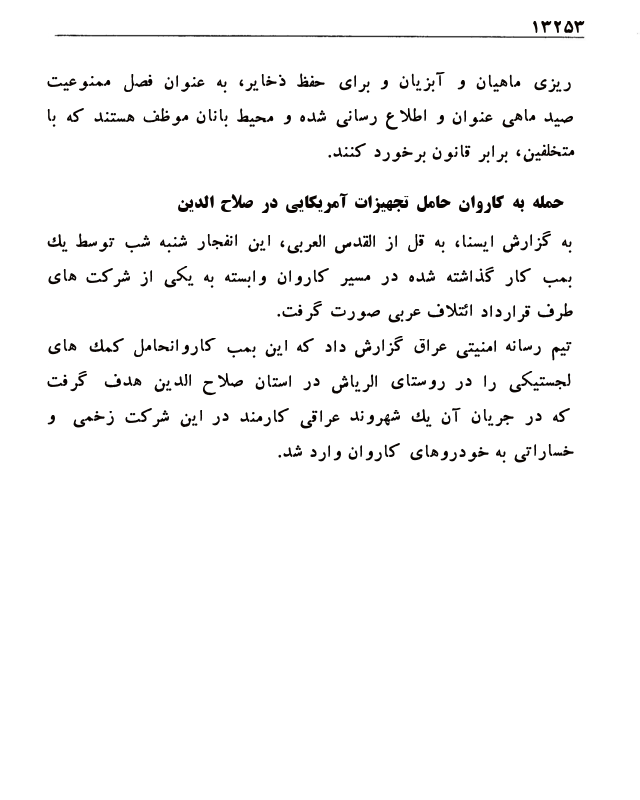 ۱۳۲۵۳
ریزی ماهیان و آبزیان و برای حفظ ذخایر، به عنوان فصل ممنوعیت
صید ماهی عنوان و اطلاع رسانی شده و محیط بانان موظف هستند که با
متخلفین، برابر قانون برخورد کنند.
حمله به کاروان حامل تجهیزات آمریکایی در صلاح الدین
به گزارش ایسنا، به قل از القدس العربی، این انفجار شنبه شب توسط یك
بمب کار گذاشته شده در مسیر کاروان وابسته به یکی از شرکت های
طرف قرارداد ائتلاف عربی صورت گرفت.
تیم رسانه امنیتی عراق گزارش داد که این بمب کاروانحامل کمك های
لجستیکی را در روستای الریاش در استان صلاح الدین هدف گرفت
که در جریان آن یك شهروند عراقی کارمند در این شرکت زخمی و
خساراتی به خودروهای کاروان وارد شد.